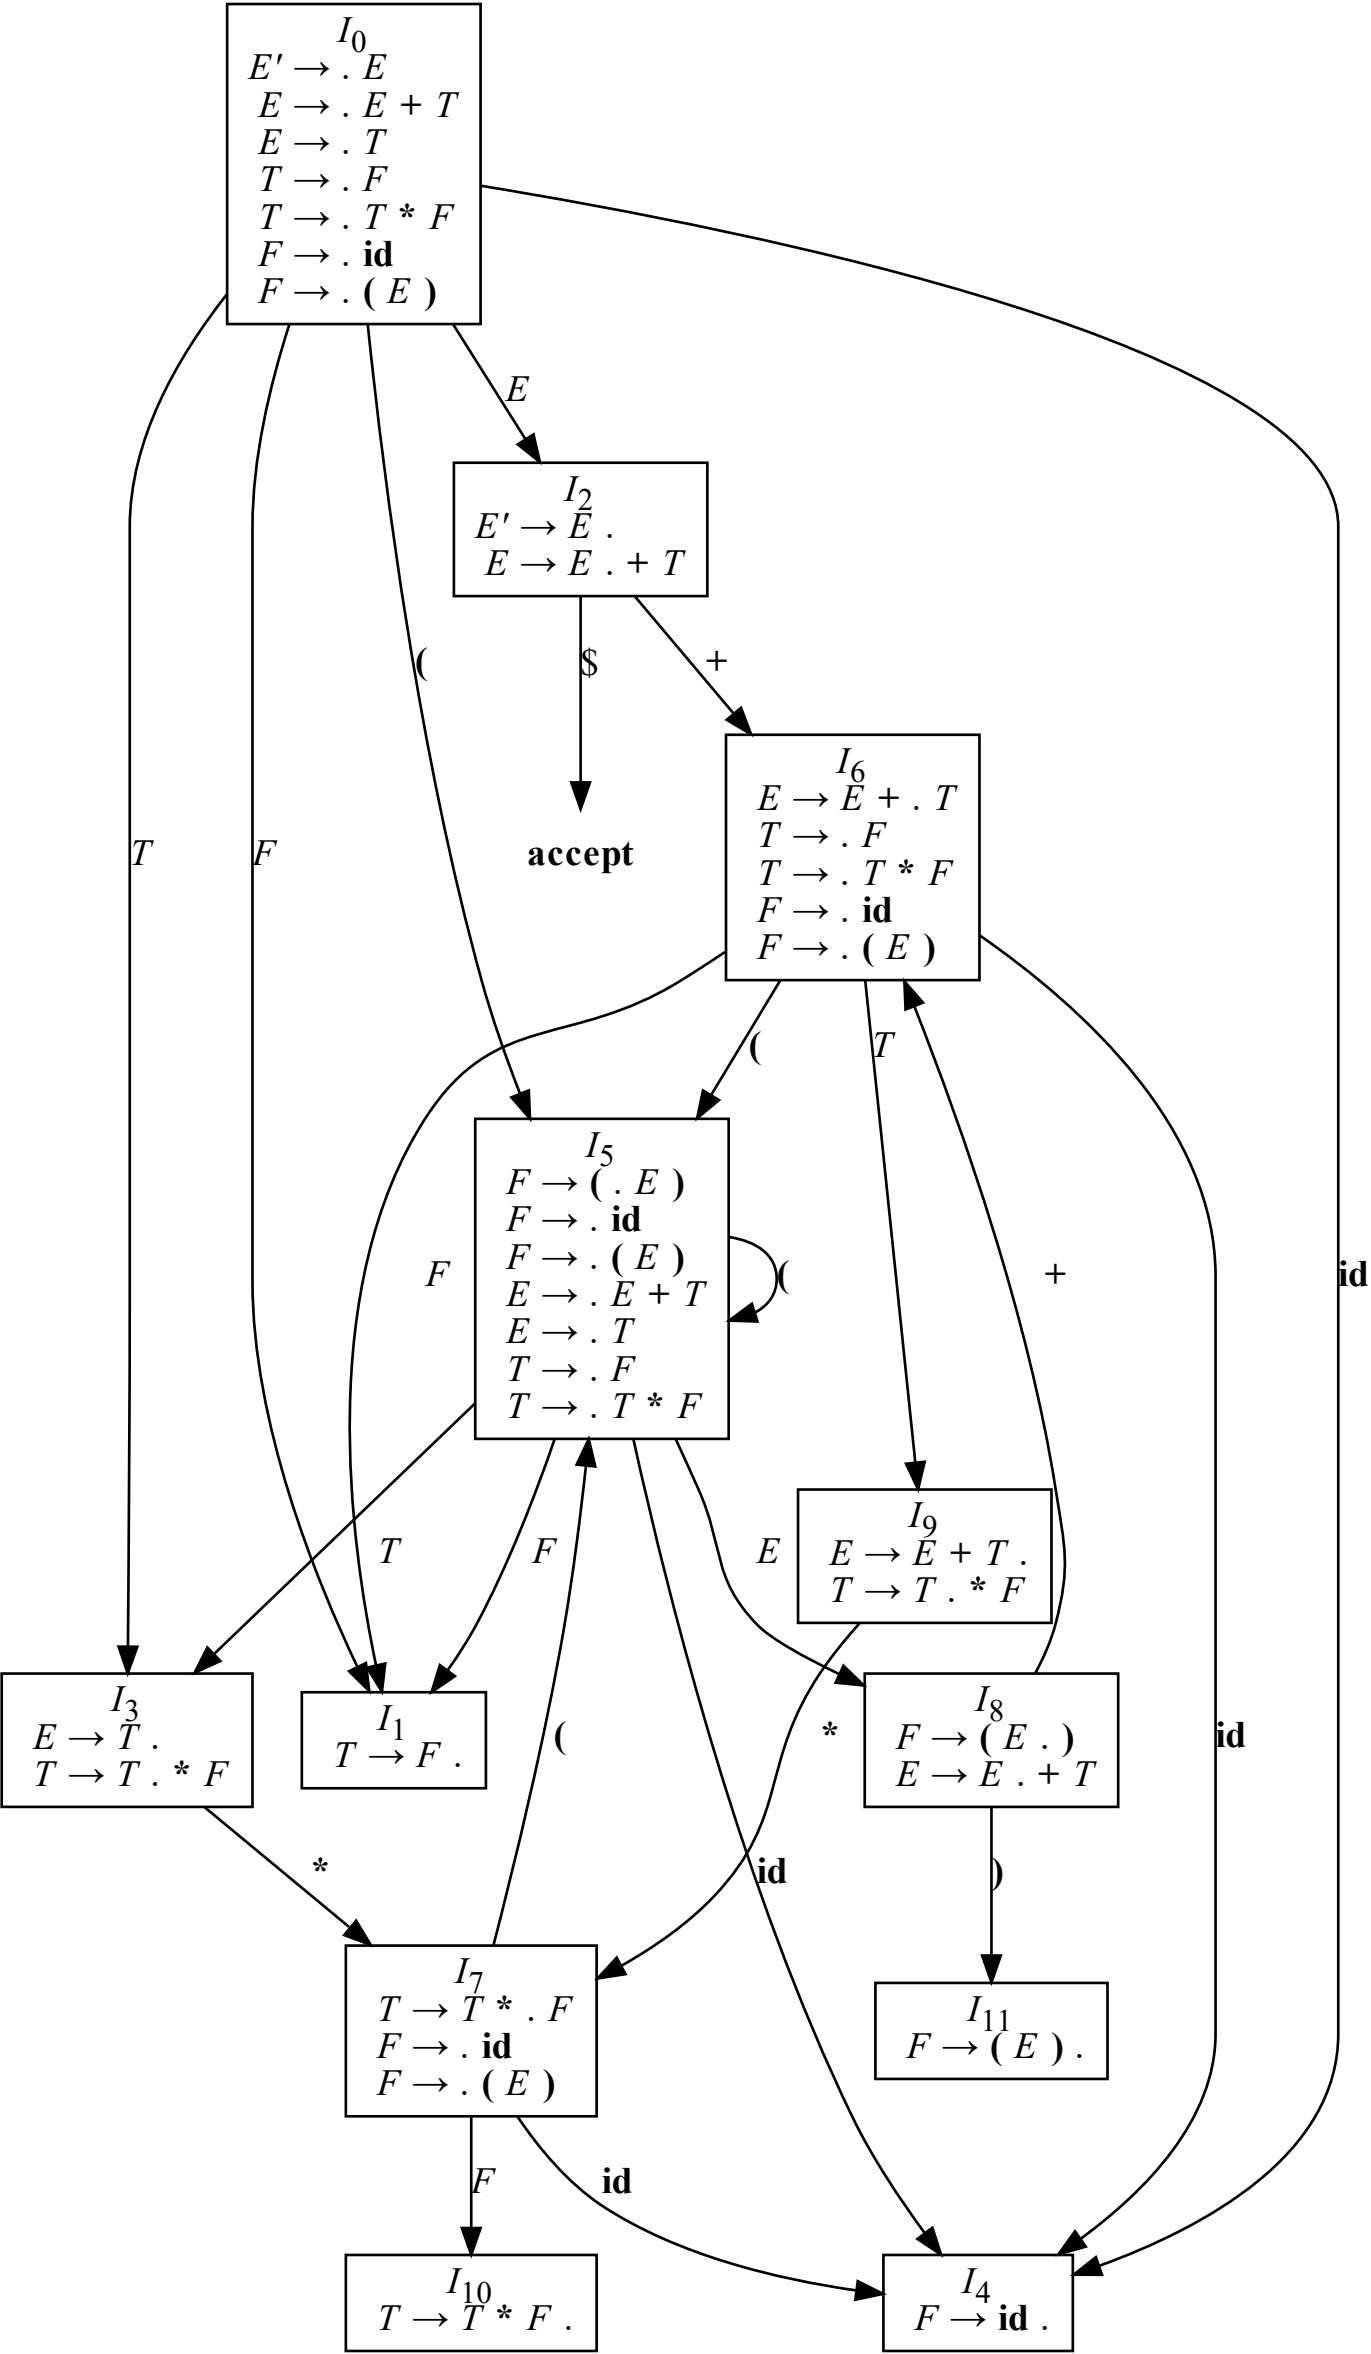 I0
E′ → . E
E → . E + T
E → . T
T → . F
T → . T * F
F → . id
F → . ( E )
E
I2
E′ → E .
E → E . + T
(
$
+
I6
E → E + . T
T → . F
T → . T * F
F → . id
F → . ( E )
T
F
accept
(
T
I5
F → ( . E )
F → . id
F → . ( E )
E → . E + T
E → . T
T → . F
T → . T * F
F
(
+
id
I9
E → E + T .
T → T . * F
T
F
E
I3
E → T .
T → T . * F
I1
T → F .
(
*
I8
F → ( E . )
E → E . + T
id
*
id
)
I7
T → T * . F
F → . id
F → . ( E )
I11
F → ( E ) .
F
id
I10
T → T * F .
I4
F → id .